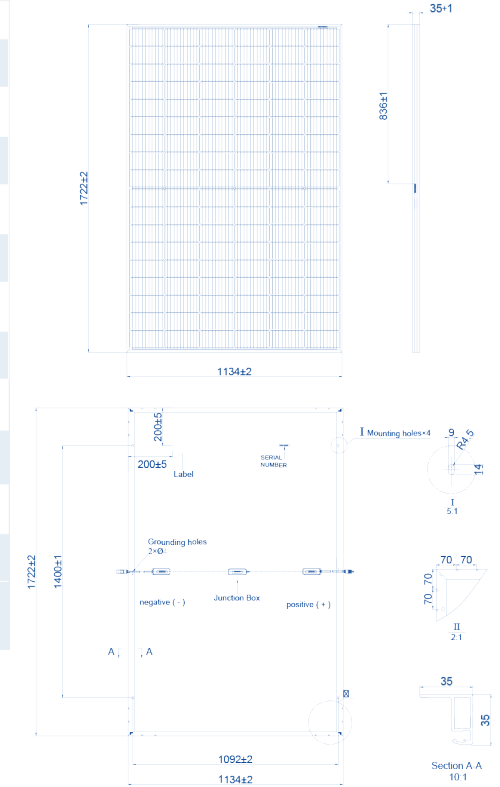 35+1
836±1
1722±2
1134±2
200±5
I Mounting holes×4
9
R4.5
14
I
5:1
200±5
Label
SERIAL
NUMBER
Grounding holes
1722±2
1400±1
70 70
70
70
II
2:1
negative ( - )
Junction Box
positive ( + )
A A
35
35
1092±2
1134±2
Section A-A
10:1